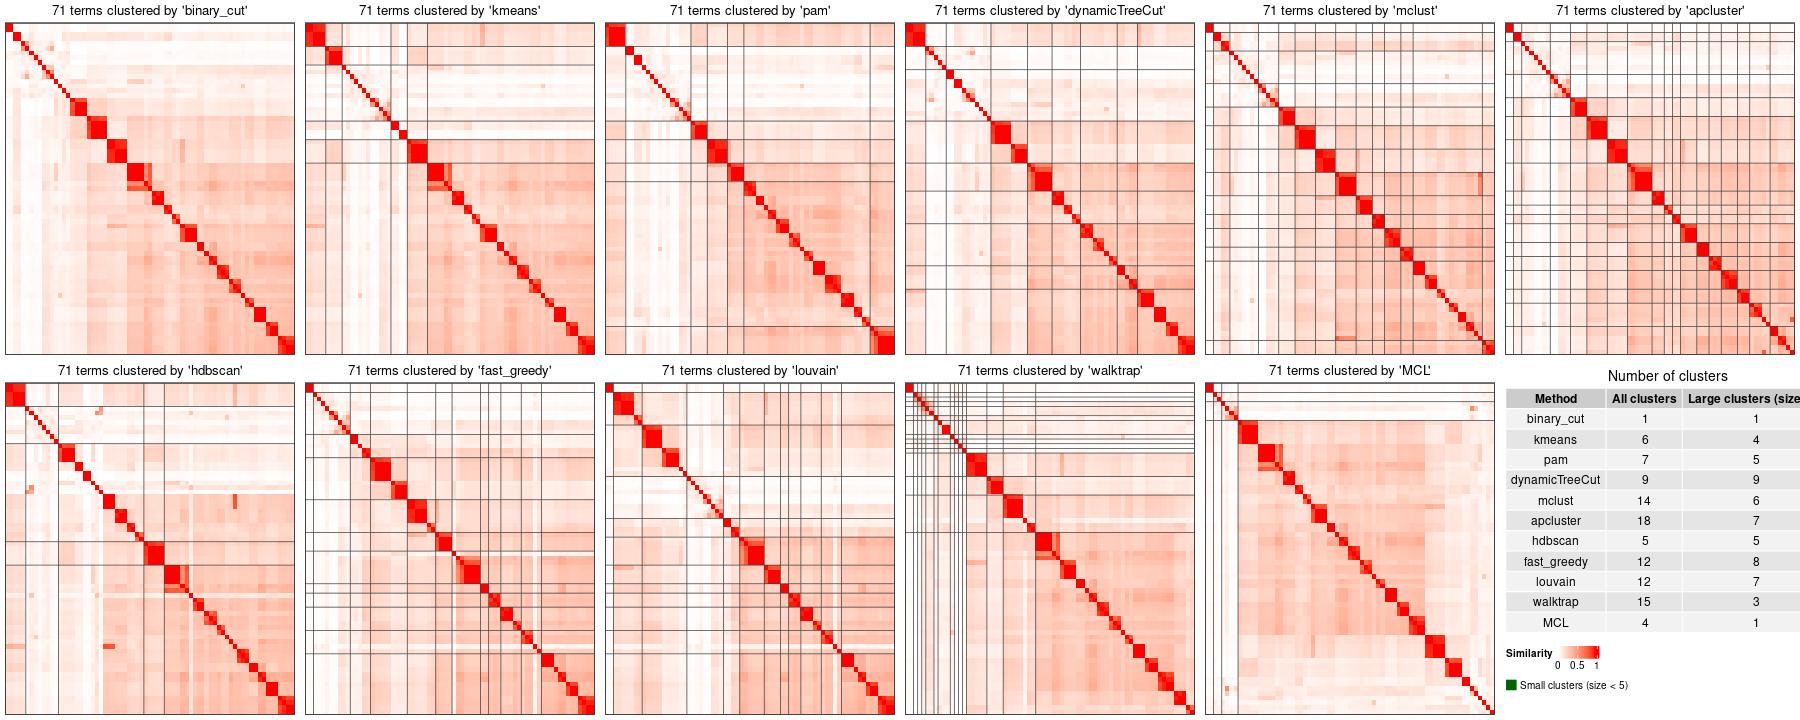 71 terms clustered by 'binary_cut'
71 terms clustered by 'kmeans'
71 terms clustered by 'pam'
71 terms clustered by 'dynamicTreeCut'
71 terms clustered by 'mclust'
71 terms clustered by 'apcluster'
71 terms clustered by 'hdbscan'
71 terms clustered by 'fast_greedy'
71 terms clustered by 'louvain'
71 terms clustered by 'walktrap'
71 terms clustered by 'MCL'
Number of clusters
Method All clusters Large clusters (size
binary_cut 1 1
kmeans 6 4
pam 7 5
dynamicTreeCut 9 9
mclust 14 6
apcluster 18 7
hdbscan 5 5
fast_greedy 12 8
louvain 12 7
walktrap 15 3
MCL 4 1
Similarity
0 0.5 1
Small clusters (size < 5)